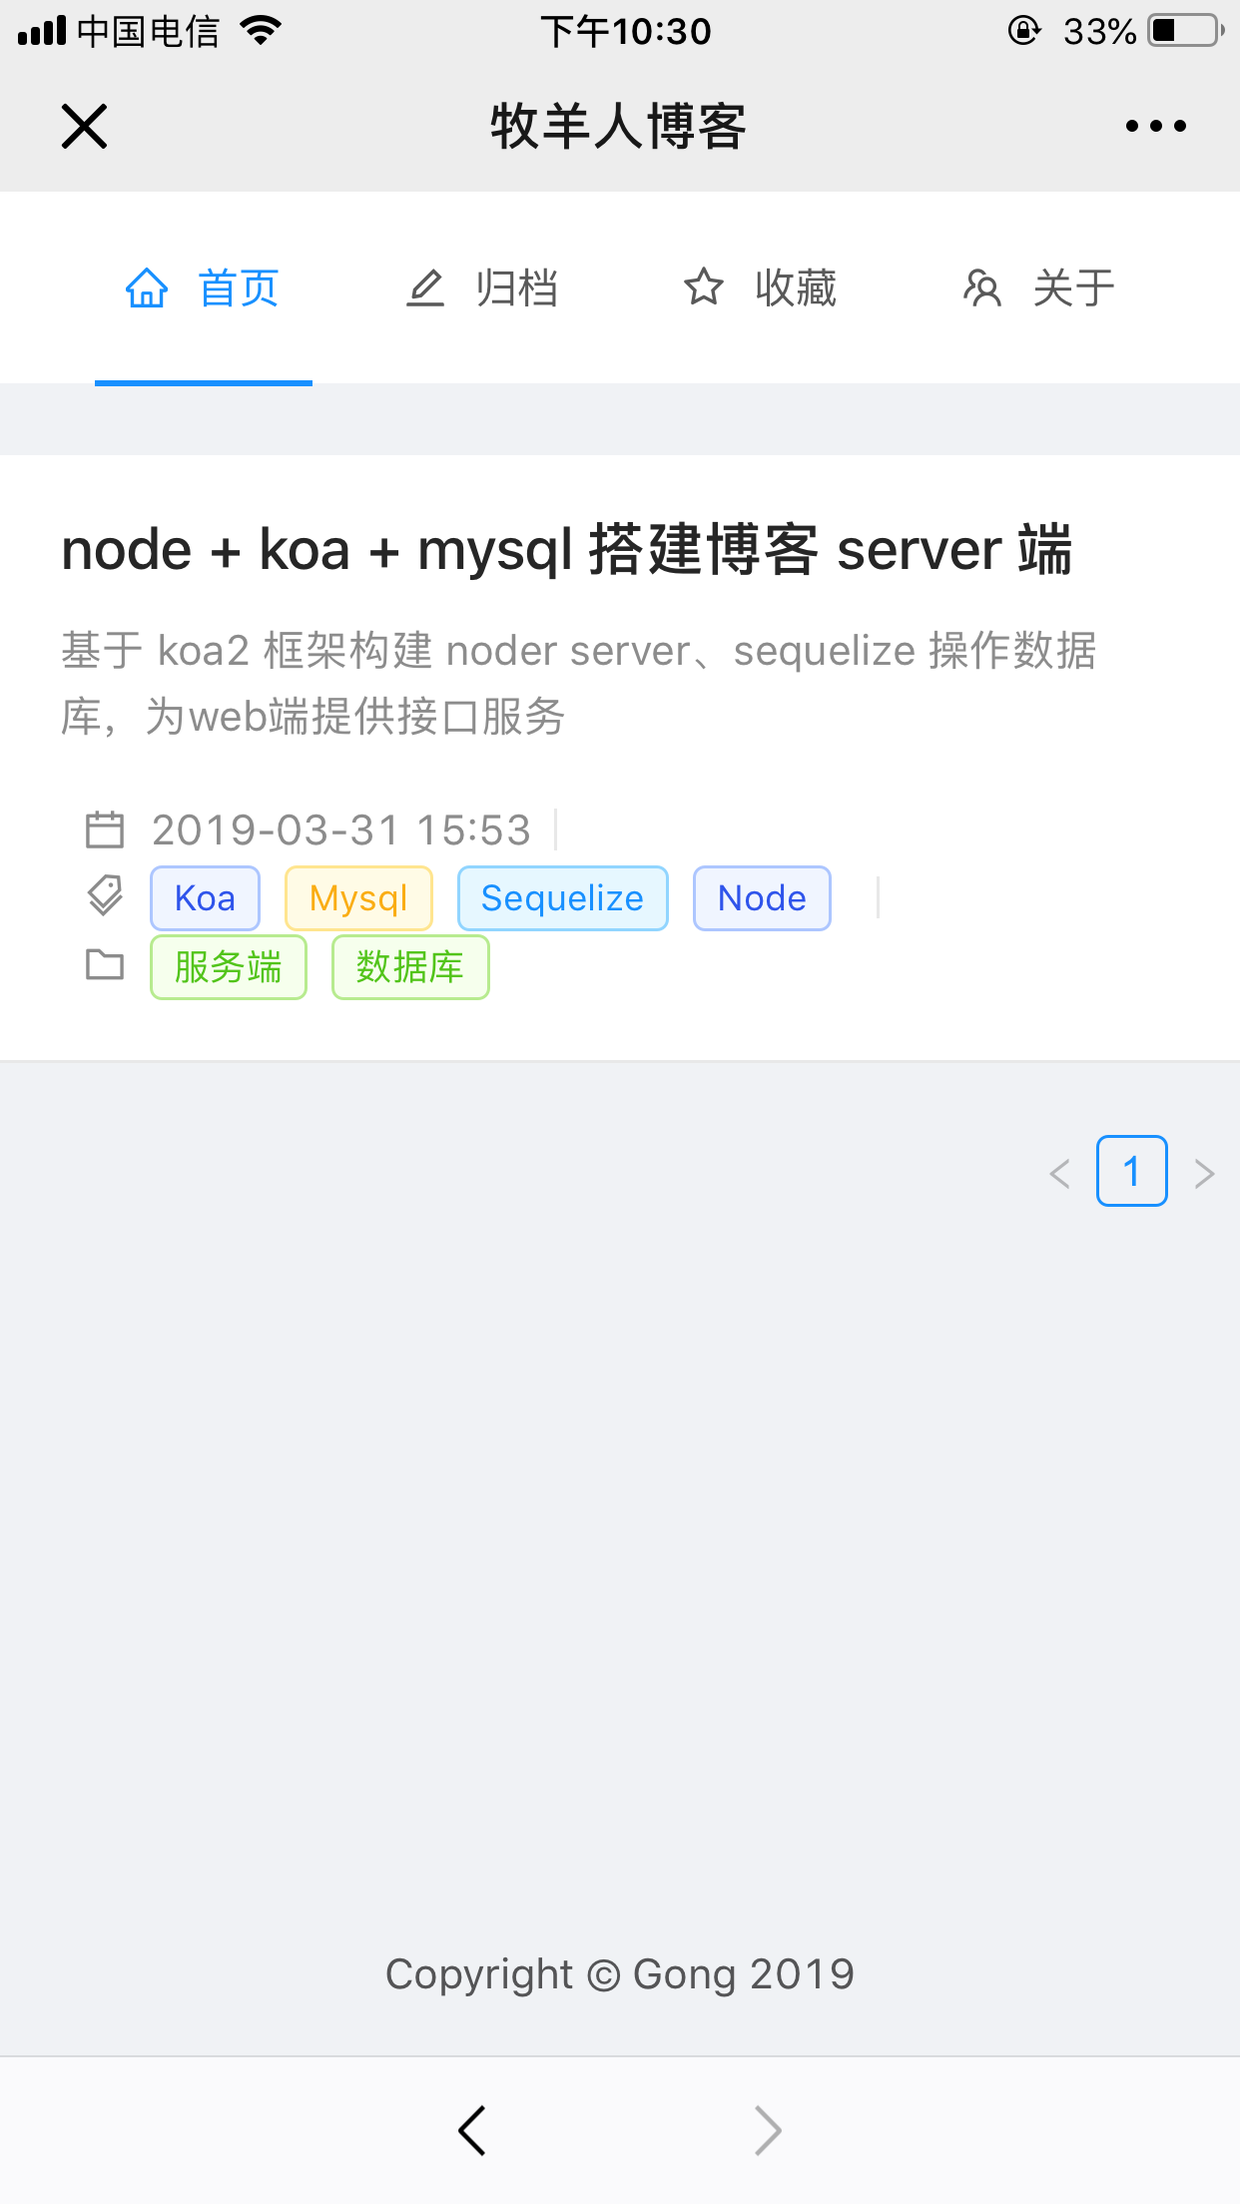 中国电信 下午10:30 33%
牧羊人博客
首页 归档 收藏 关于
node + koa + mysql 搭建博客 server 端
基于 koa2 框架构建 noder server、sequelize 操作数据
库，为web端提供接口服务
2019-03-31 15:53
Koa Mysql Sequelize Node
服务端 数据库
1
Copyright © Gong 2019